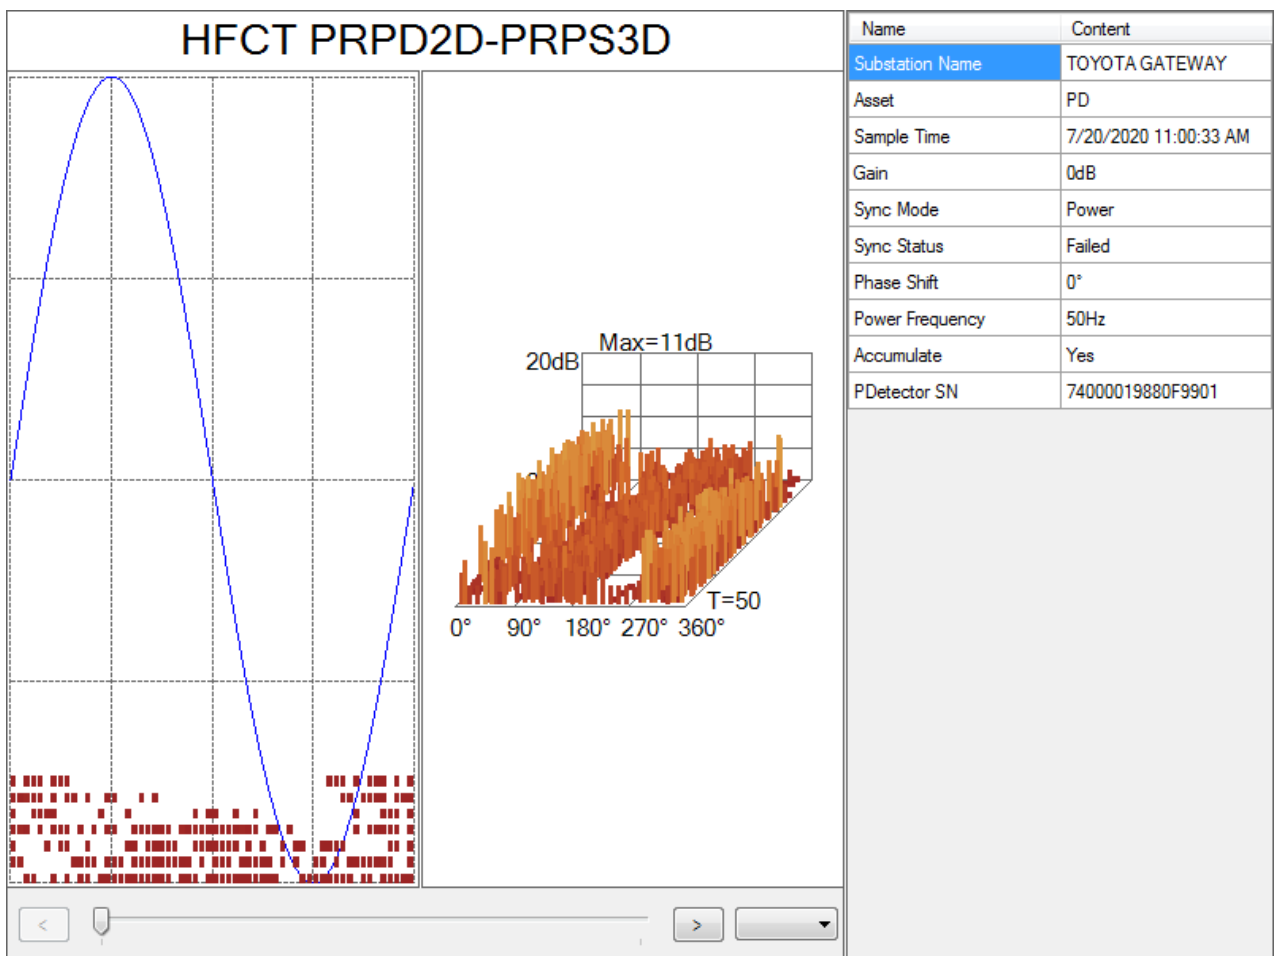 HFCT PRPD2D-PRPS3D
Max=11dB
20dB
T=50
0° 90° 180° 270° 360°
< >
Name Content
Substation Name TOYOTA GATEWAY
Asset PD
Sample Time 7/20/2020 11:00:33 AM
Gain 0dB
Sync Mode Power
Sync Status Failed
Phase Shift 0°
Power Frequency 50Hz
Accumulate Yes
PDetector SN 74000019880F9901